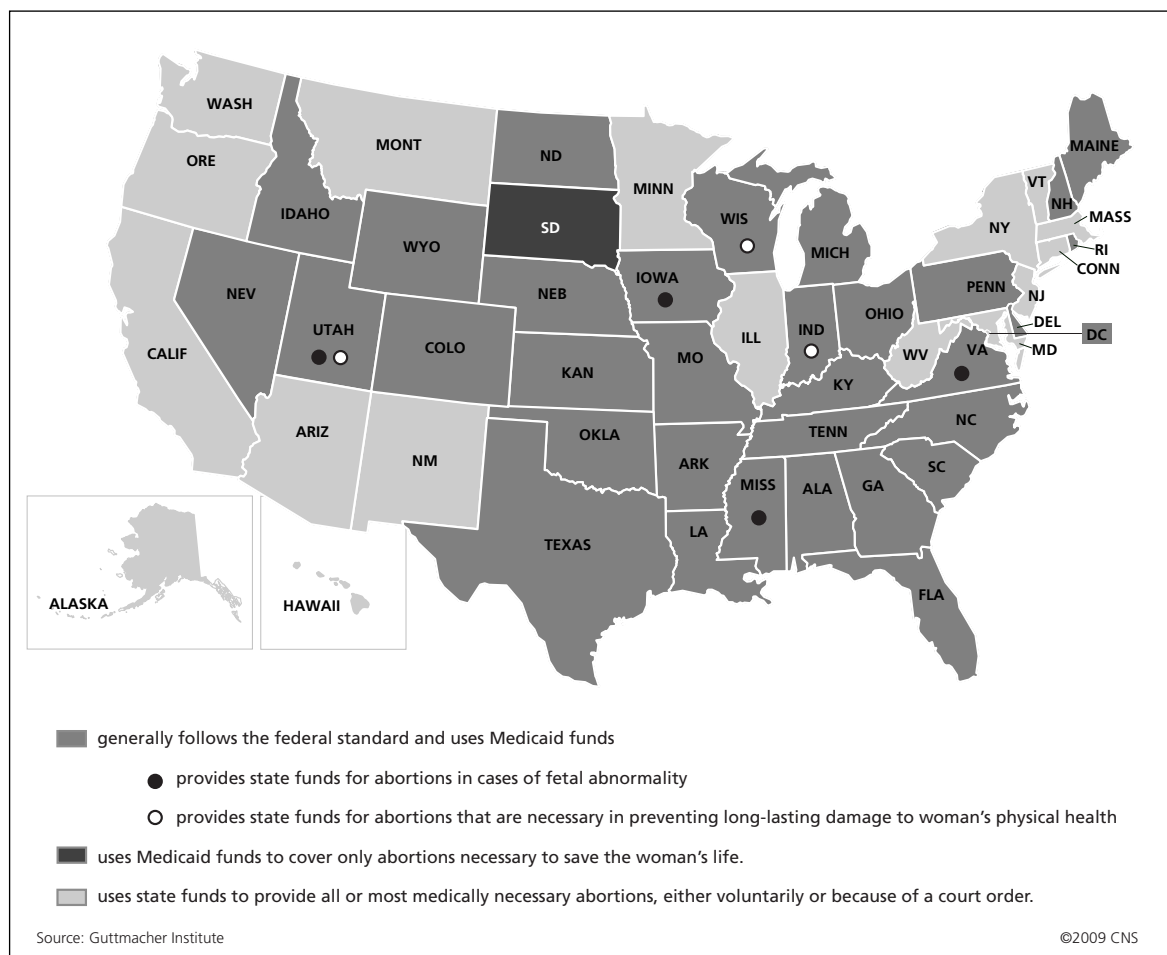 WASH
MONT
ND
MINN
MAINE
ORE
VT
NH
IDAHO
SD
WIS
NY
MASS
WYO
MICH
RI
CONN
IOWA
NEV
NEB
PENN
NJ
UTAH
OHIO
IND
DEL
DC
CALIF
COLO
ILL
WV
VA
MD
MO
KAN
KY
ARIZ
OKLA
TENN
NC
NM
ARK
SC
MISS
ALA
GA
LA
TEXAS
FLA
ALASKA
HAWAII
generally follows the federal standard and uses Medicaid funds
provides state funds for abortions in cases of fetal abnormality
provides state funds for abortions that are necessary in preventing long-lasting damage to woman’s physical health
uses Medicaid funds to cover only abortions necessary to save the woman’s life.
uses state funds to provide all or most medically necessary abortions, either voluntarily or because of a court order.
Source: Guttmacher Institute
©2009 CNS